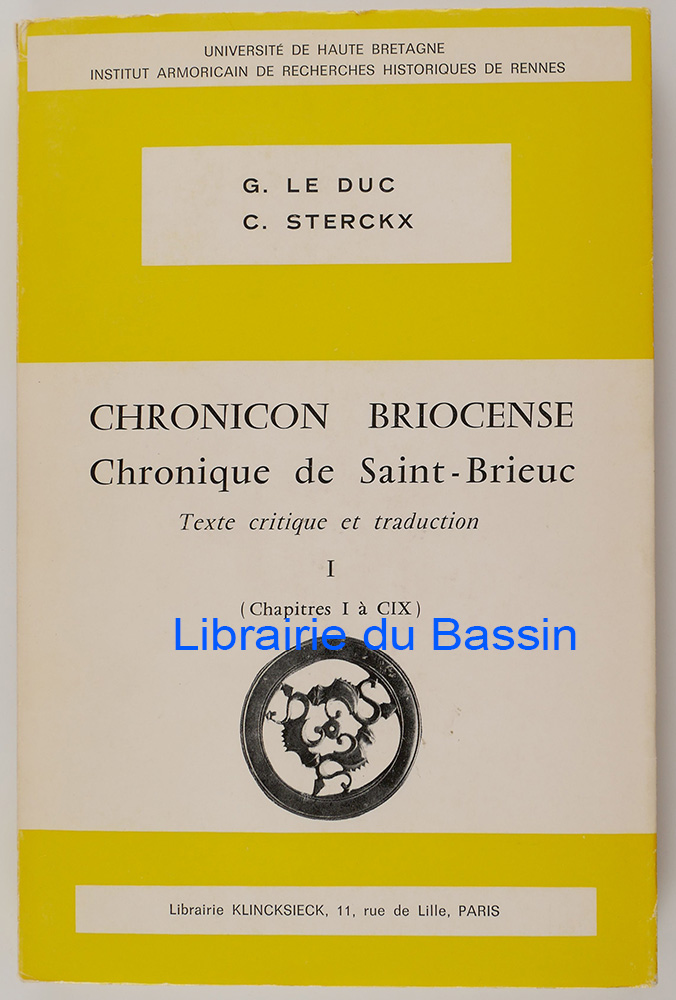 UNIVERSITÉ DE HAUTE BRETAGNE
INSTITUT ARMORICAIN DE RECHERCHES HISTORIQUES DE RENNES
G. LE DUC
C. STERCKX
CHRONICON BRIOCENSE
Chronique de Saint-Brieuc
Texte critique et traduction
I
(Chapitres I à CIX)
Librairie du Bassin
Librairie KLINCKSIECK, 11, rue de Lille, PARIS